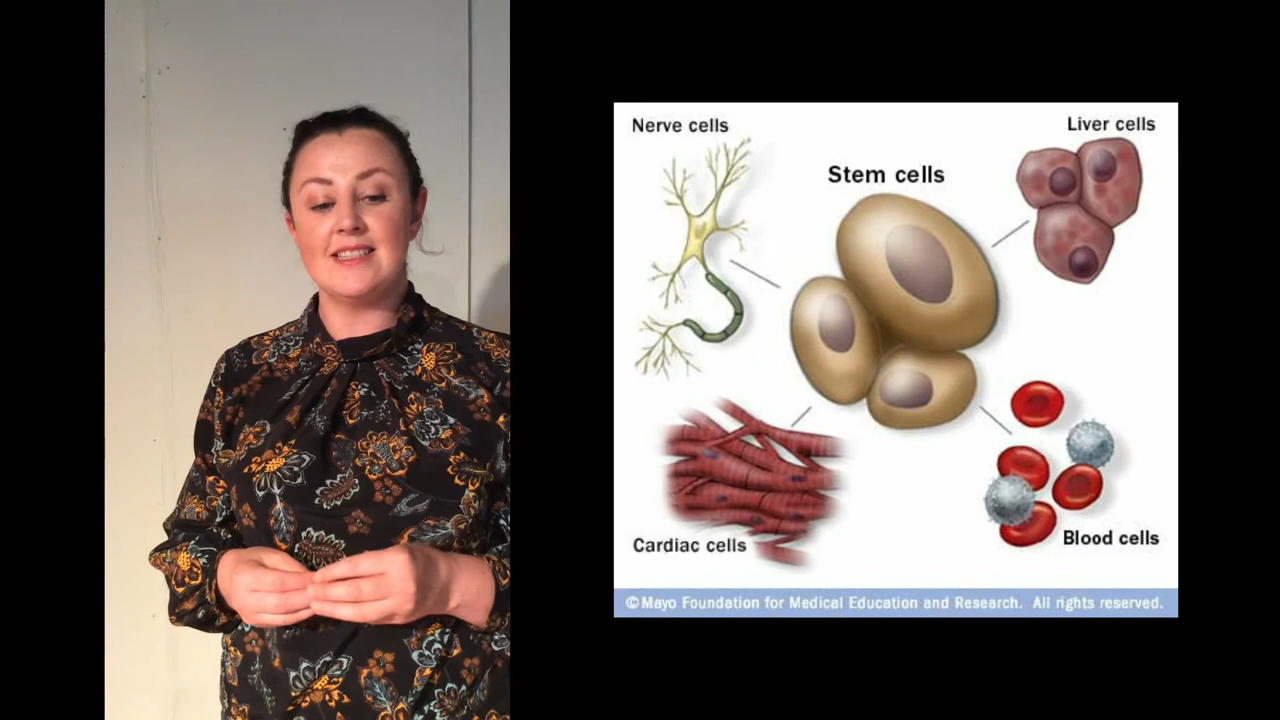 Nerve cells
Liver cells
Stem cells
Cardiac cells
Blood cells
©Mayo Foundation for Medical Education and Research. All rights reserved.